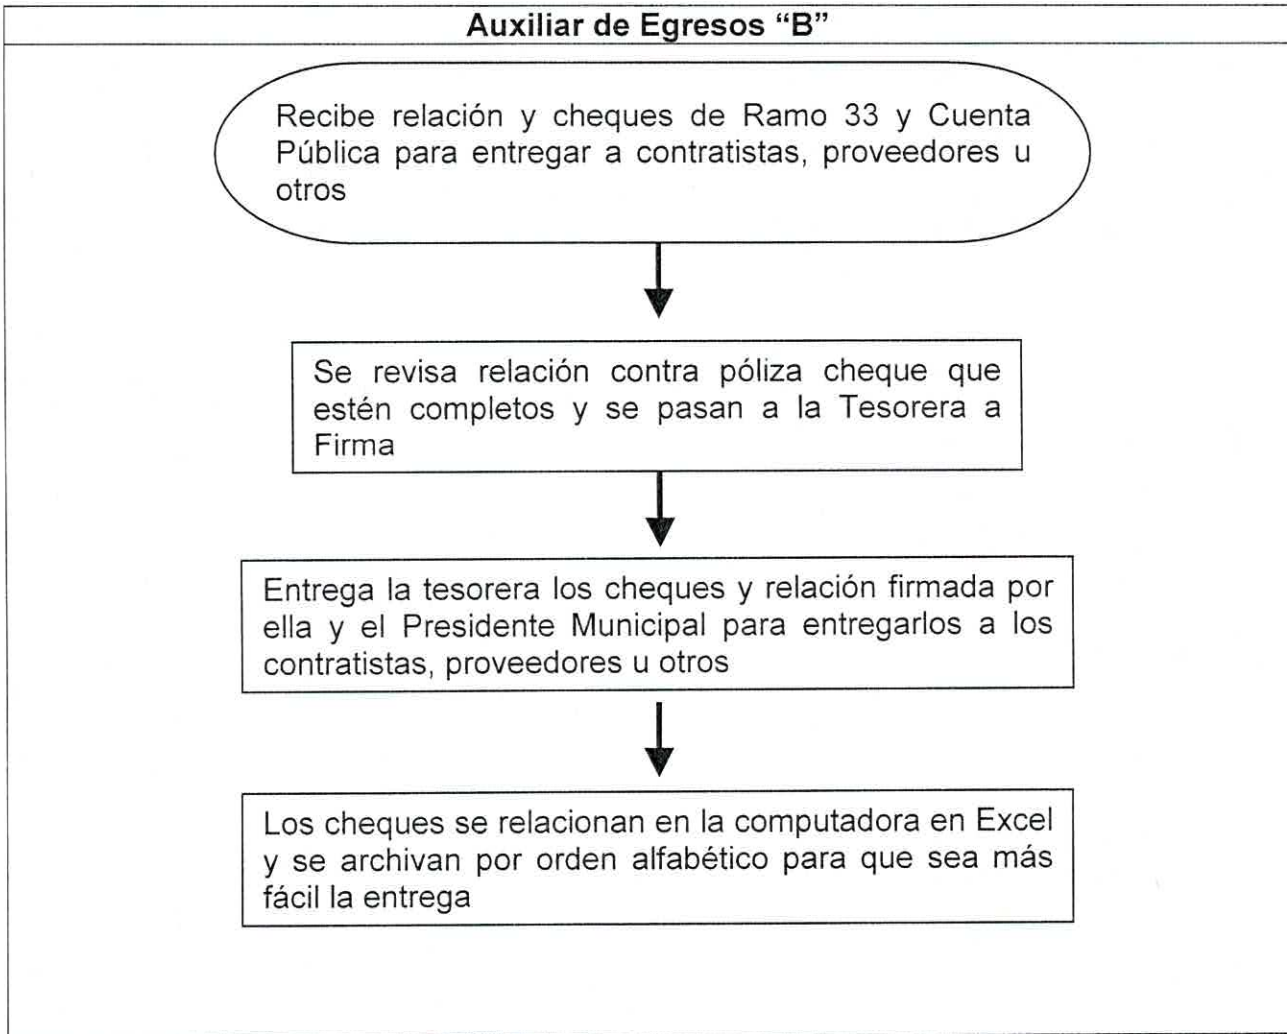 Auxiliar de Egresos “B”
Recibe relación y cheques de Ramo 33 y Cuenta
Pública para entregar a contratistas, proveedores u
otros
Se revisa relación contra póliza cheque que
estén completos y se pasan a la Tesorera a
Firma
Entrega la tesorera los cheques y relación firmada por
ella y el Presidente Municipal para entregarlos a los
contratistas, proveedores u otros
Los cheques se relacionan en la computadora en Excel
y se archivan por orden alfabético para que sea más
fácil la entrega